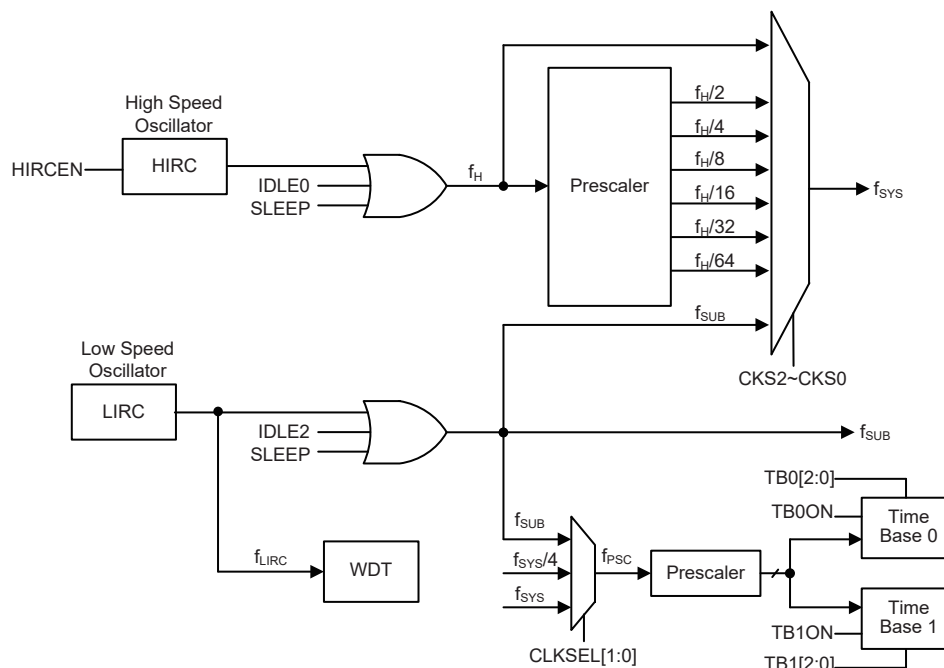 High Speed
Oscillator
HIRCEN
HIRC
IDLE0
SLEEP
fH
Prescaler
fH/2
fH/4
fH/8
fH/16
fH/32
fH/64
fSUB
fSYS
CKS2~CKS0
Low Speed
Oscillator
LIRC
IDLE2
SLEEP
fSUB
fLIRC
WDT
fSUB
fSYS/4
fSYS
CLKSEL[1:0]
fPSC
Prescaler
TB0[2:0]
TB0ON
Time
Base 0
Time
Base 1
TB1ON
TB1[2:0]